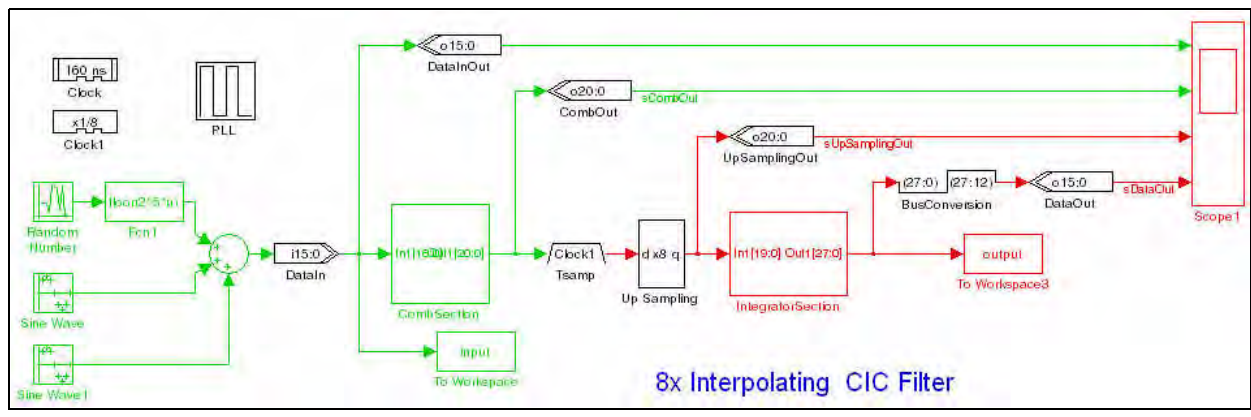 160 ns
Clock
x1/8
Clock1
PLL
Random
Number
Fcn1
Sine Wave
Sine Wave1
+
+
+
i15:0
DataIn
o15:0
DataInOut
o20:0
CombOut
sCombOut
CombSection
Input
To Workspace
Clock1
Tsamp
d x8 q
Up Sampling
o20:0
UpSamplingOut
sUpSamplingOut
In1[19:0] Out1[27:0]
IntegratorSection
(27:0) (27:12)
BusConversion
o15:0
DataOut
sDataOut
output
To Workspace3
Scope1
8x Interpolating CIC Filter